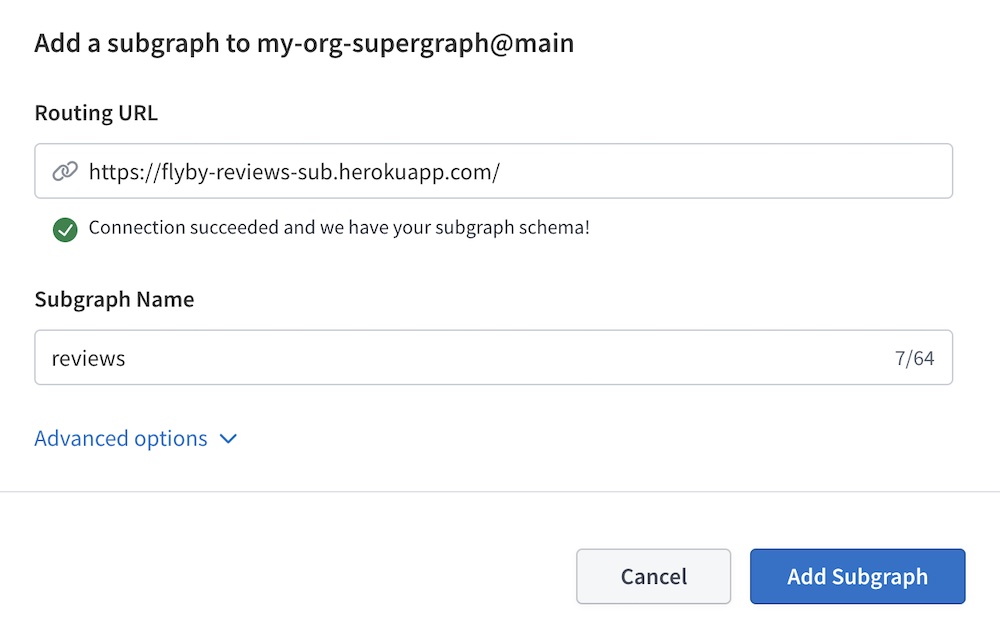 Add a subgraph to my-org-supergraph@main
Routing URL
https://flyby-reviews-sub.herokuapp.com/
Connection succeeded and we have your subgraph schema!
Subgraph Name
reviews 7/64
Advanced options
Cancel Add Subgraph